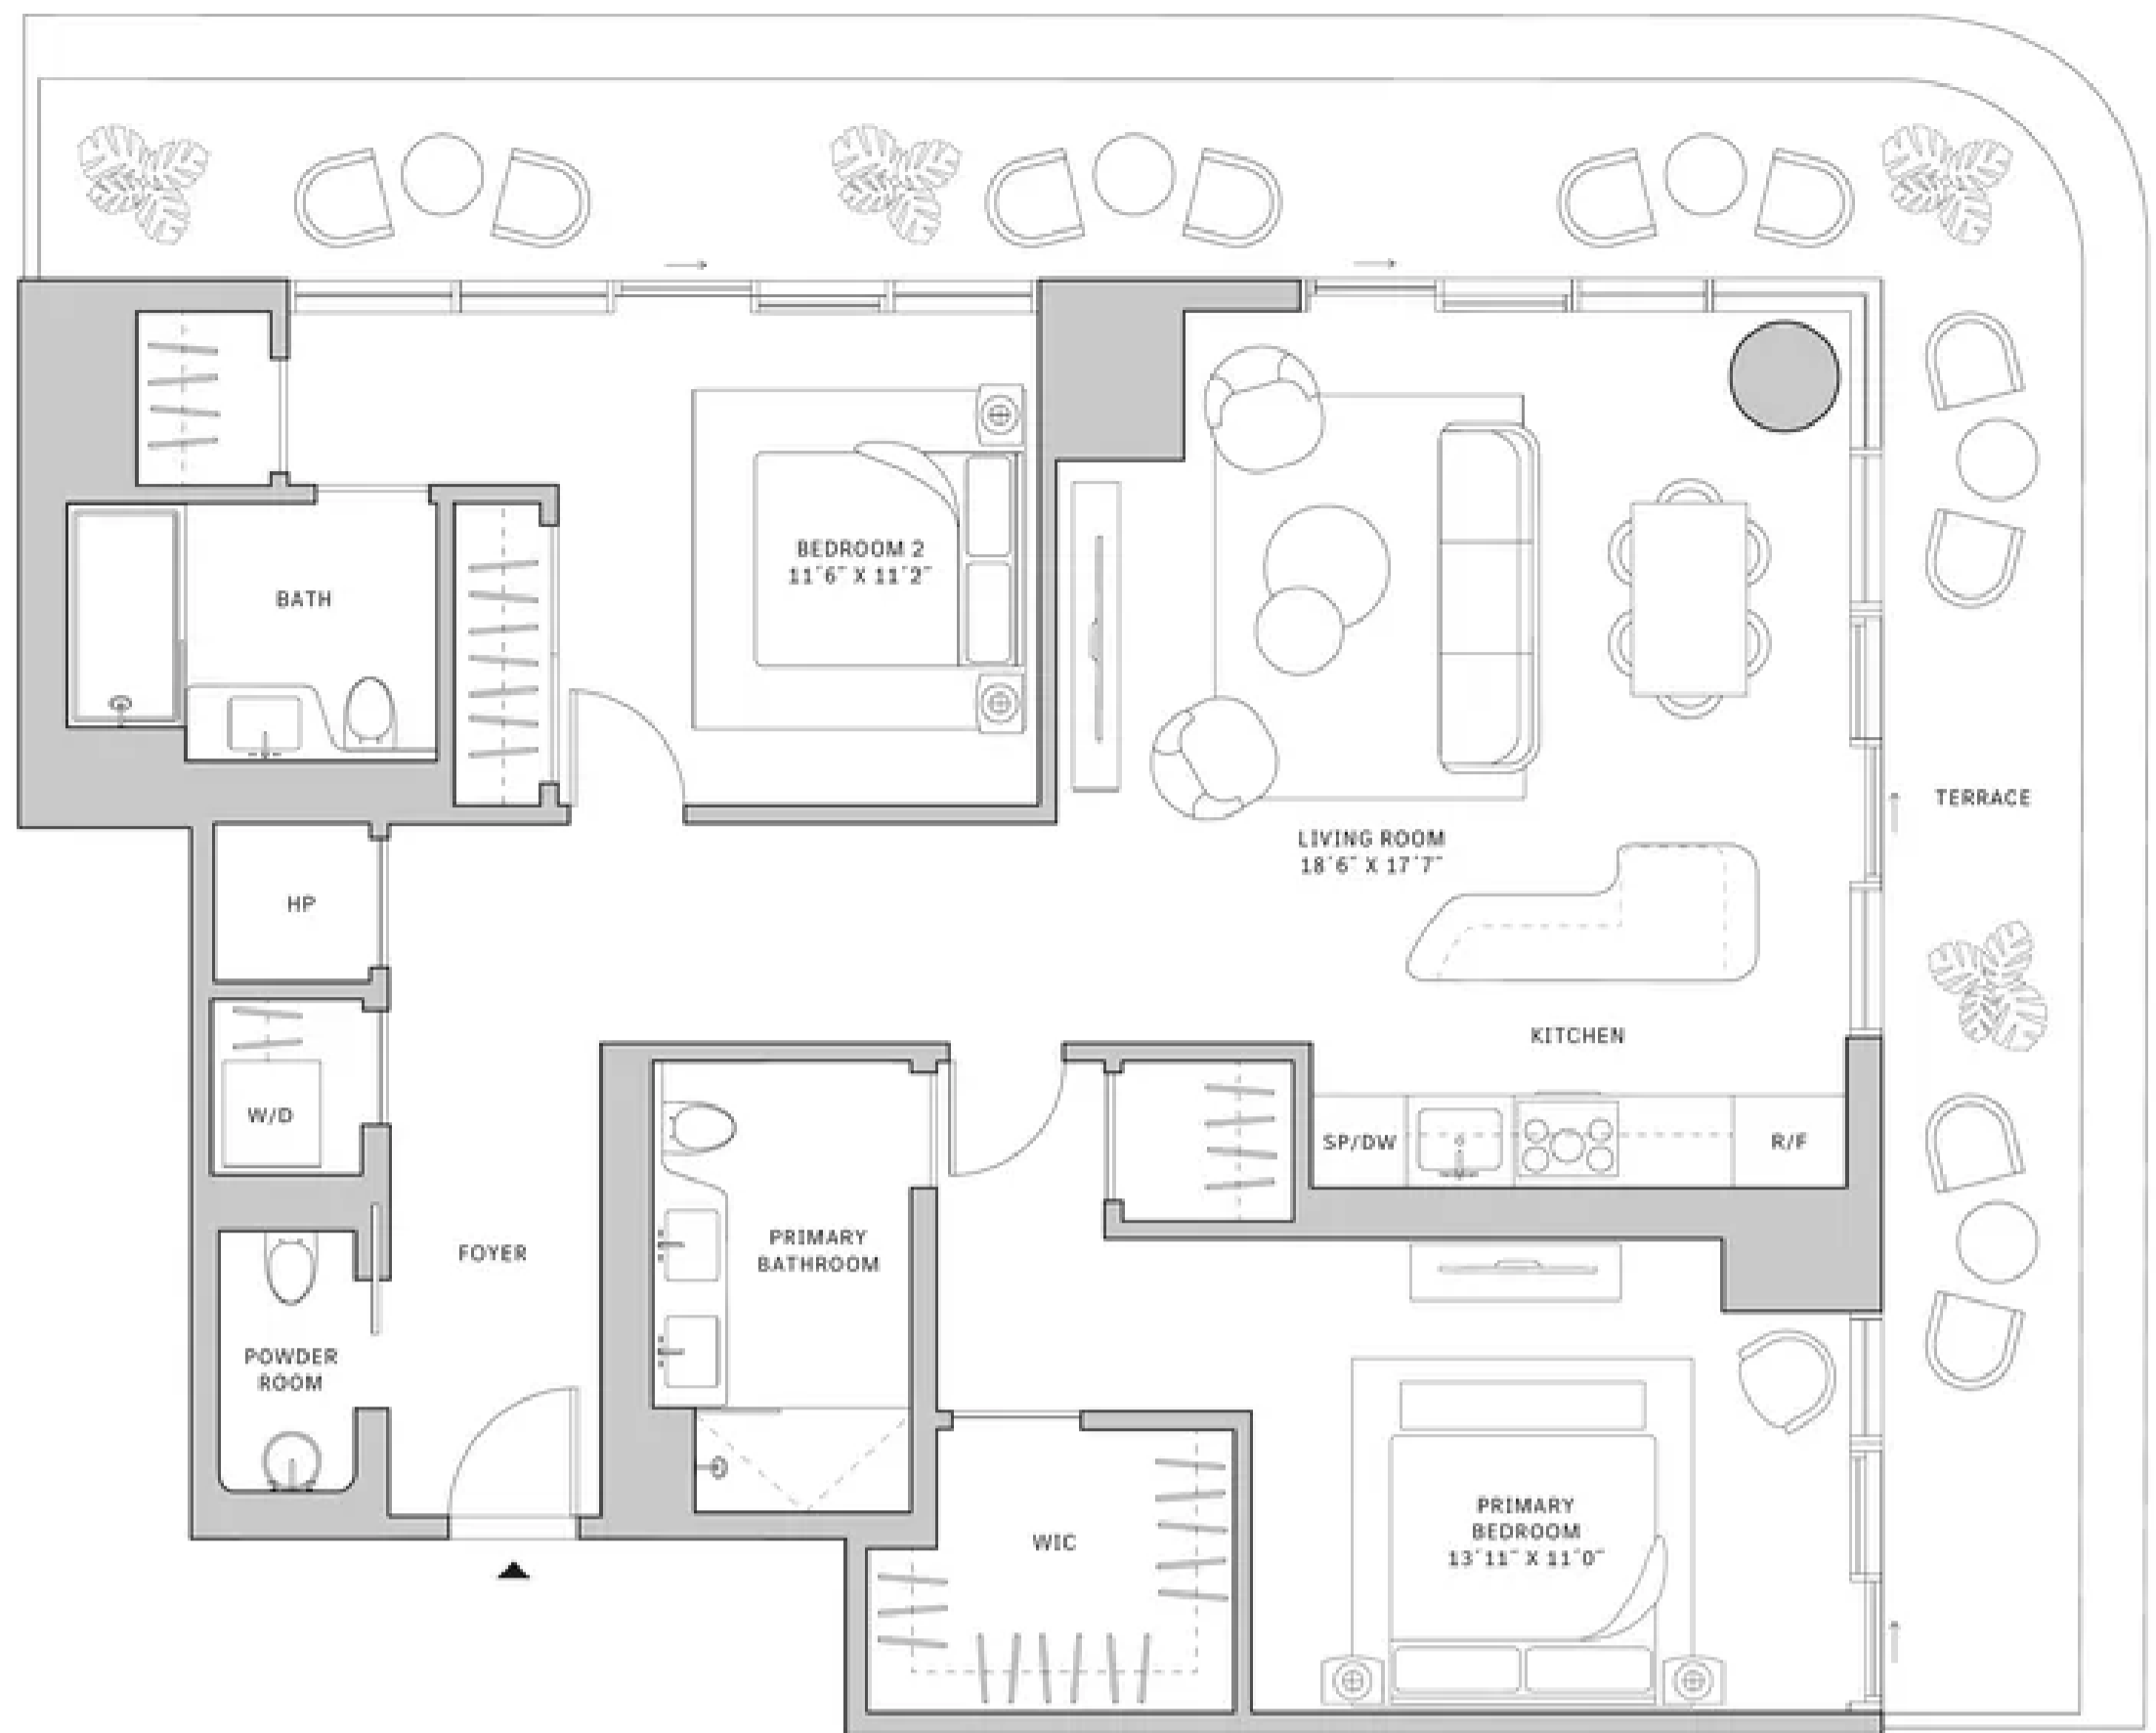 BEDROOM 2
11´6˝ X 11´2˝
BATH
TERRACE
LIVING ROOM
18´6˝ X 17´7˝
HP
KITCHEN
W/D
SP/DW
R/F
FOYER
PRIMARY
BATHROOM
POWDER
ROOM
WIC
PRIMARY
BEDROOM
13´11˝ X 11´0˝